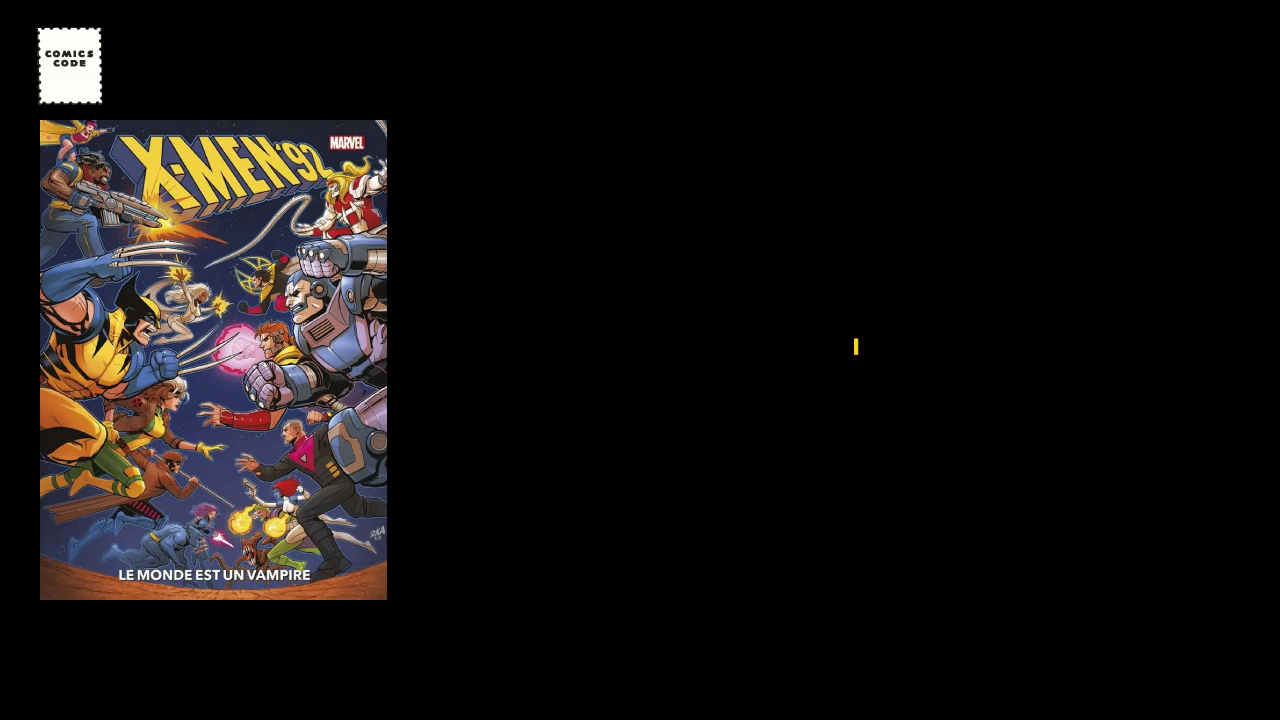 COMICS
CODE
X-MEN '92
MARVEL
LE MONDE EST UN VAMPIRE